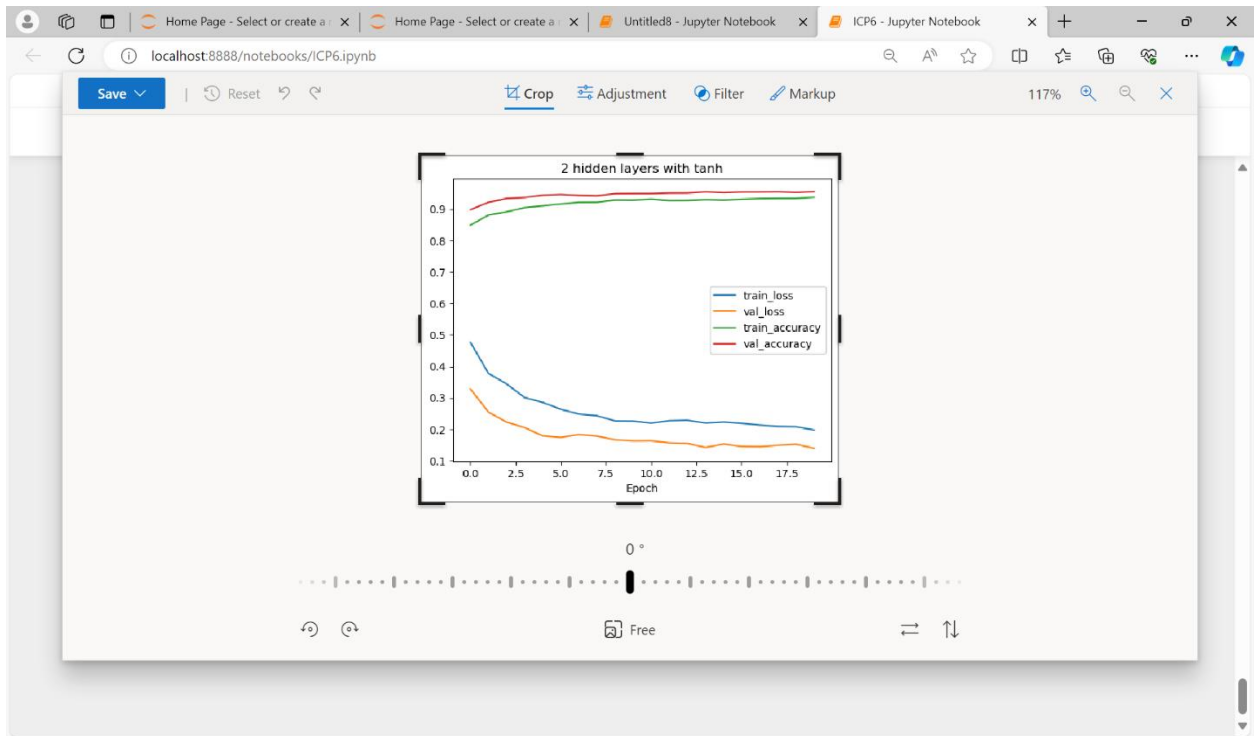 Home Page - Select or create a
Home Page - Select or create a
Untitled8 - Jupyter Notebook
ICP6 - Jupyter Notebook
localhost:8888/notebooks/ICP6.ipynb
Save
Reset
Crop
Adjustment
Filter
Markup
117%
2 hidden layers with tanh
0.9
0.8
0.7
0.6
0.5
0.4
0.3
0.2
0.1
train_loss
val_loss
train_accuracy
val_accuracy
0.0 2.5 5.0 7.5 10.0 12.5 15.0 17.5
Epoch
0 °
Free